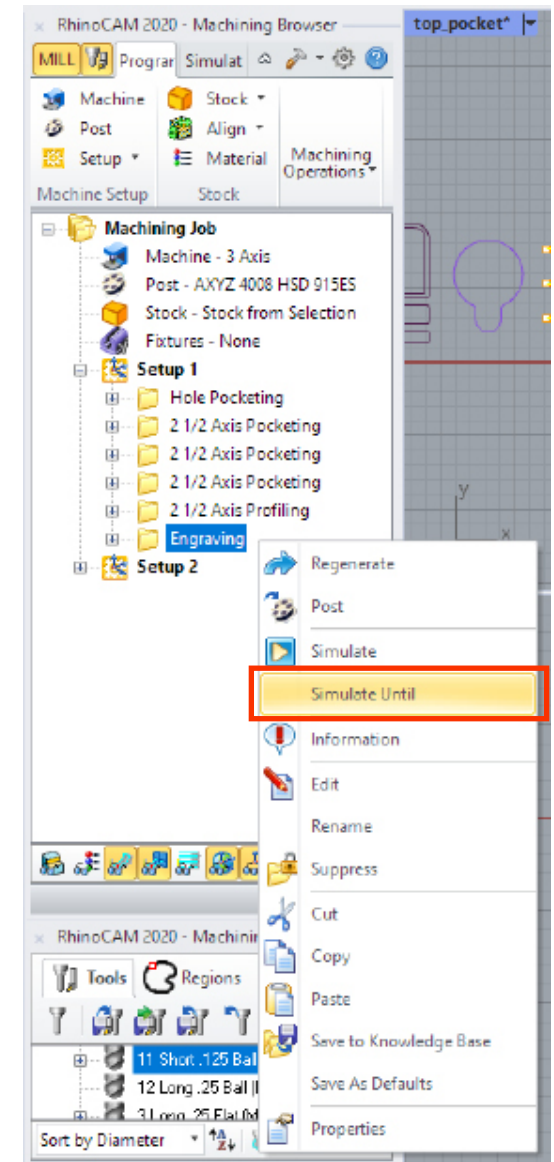 RhinoCAM 2020 - Machining Browser
top_pocket*
MILL Prograr Simulat
Machine Stock
Post Align
Setup Material Machining
Operations
Machine Setup Stock
Machining Job
Machine - 3 Axis
Post - AXYZ 4008 HSD 915ES
Stock - Stock from Selection
Fixtures - None
Setup 1
Hole Pocketing
2 1/2 Axis Pocketing
2 1/2 Axis Pocketing
2 1/2 Axis Pocketing
2 1/2 Axis Profiling
Engraving
Setup 2
y
x
Regenerate
Post
Simulate
Simulate Until
Information
Edit
Rename
Suppress
Cut
Copy
Paste
Save to Knowledge Base
Save As Defaults
Properties
RhinoCAM 2020 - Machinin
Tools Regions
11 Short .125 Bal
12 Long .25 Ball
3 Long .25 Flat
Sort by Diameter